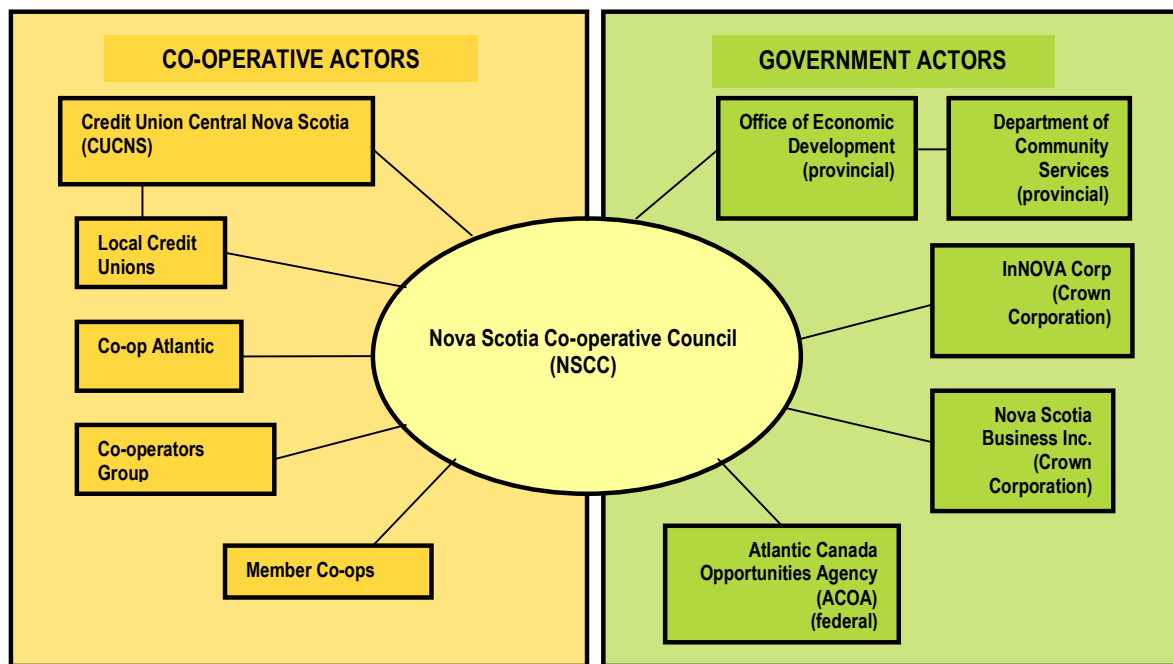 CO-OPERATIVE ACTORS
Credit Union Central Nova Scotia
(CUCNS)
Local Credit
Unions
Co-op Atlantic
Co-operators
Group
Member Co-ops
Nova Scotia Co-operative Council
(NSCC)
GOVERNMENT ACTORS
Office of Economic
Development
(provincial)
Department of
Community
Services
(provincial)
InNOVA Corp
(Crown
Corporation)
Nova Scotia
Business Inc.
(Crown
Corporation)
Atlantic Canada
Opportunities Agency
(ACOA)
(federal)